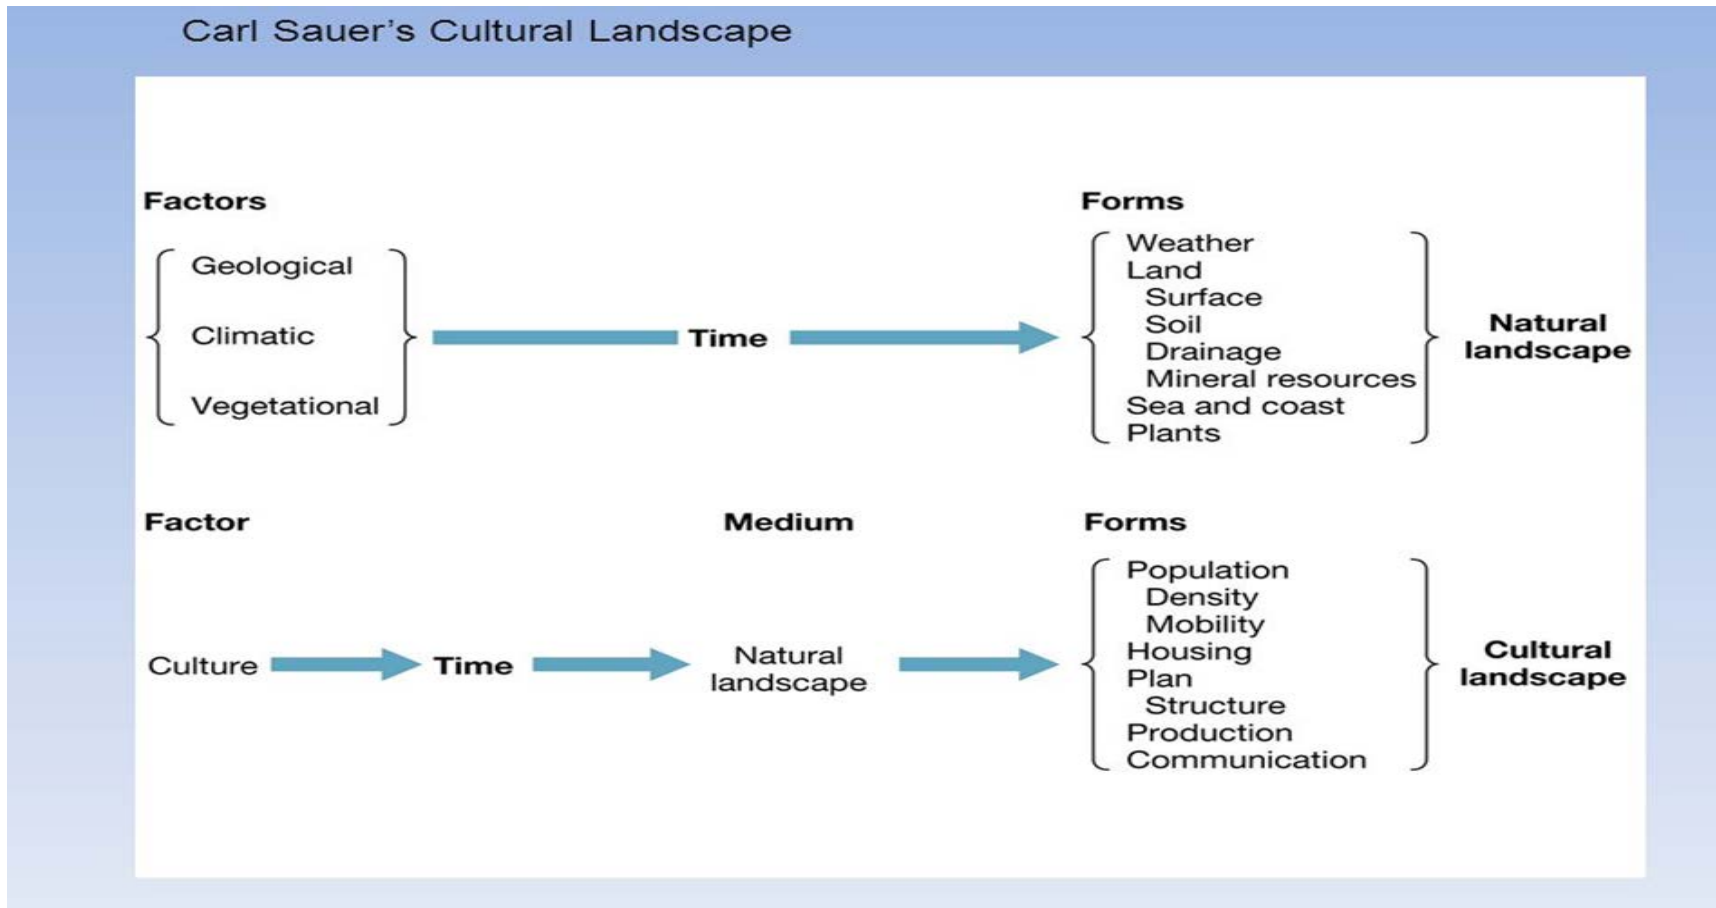 Carl Sauer's Cultural Landscape
Factors
Geological
Climatic
Vegetational
Time
Forms
Weather
Land
Surface
Soil
Drainage
Mineral resources
Sea and coast
Plants
Natural
landscape
Factor
Culture
Time
Medium
Natural
landscape
Forms
Population
Density
Mobility
Housing
Plan
Structure
Production
Communication
Cultural
landscape